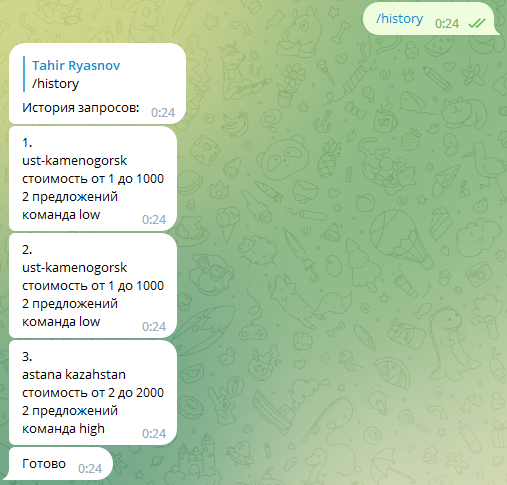 /history 0:24
Tahir Ryasnov
/history
История запросов: 0:24
1.
ust-kamenogorsk
стоимость от 1 до 1000
2 предложений
команда low 0:24
2.
ust-kamenogorsk
стоимость от 1 до 1000
2 предложений
команда low 0:24
3.
astana kazahstan
стоимость от 2 до 2000
2 предложений
команда high 0:24
Готово 0:24